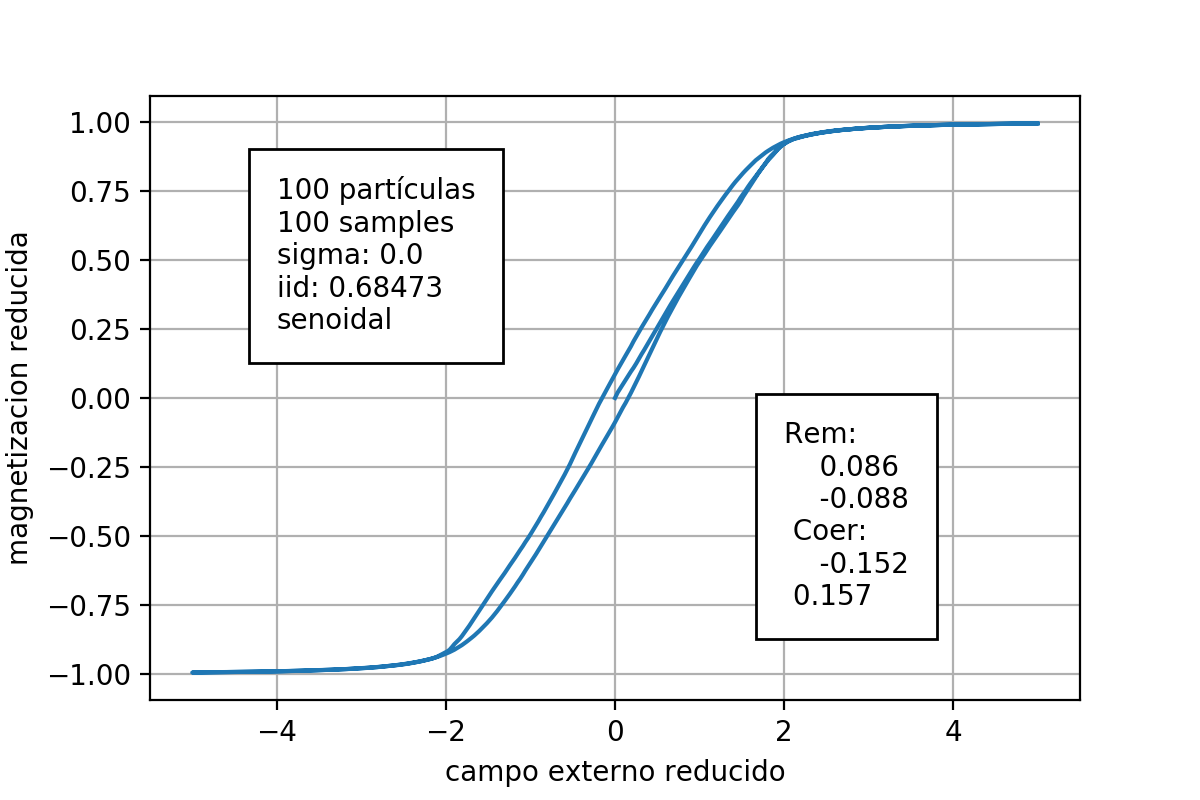 1.00
0.75
0.50
0.25
0.00
−0.25
−0.50
−0.75
−1.00
magnetizacion reducida
100 partículas
100 samples
sigma: 0.0
iid: 0.68473
senoidal
Rem:
0.086
-0.088
Coer:
-0.152
0.157
−4
−2
0
2
4
campo externo reducido